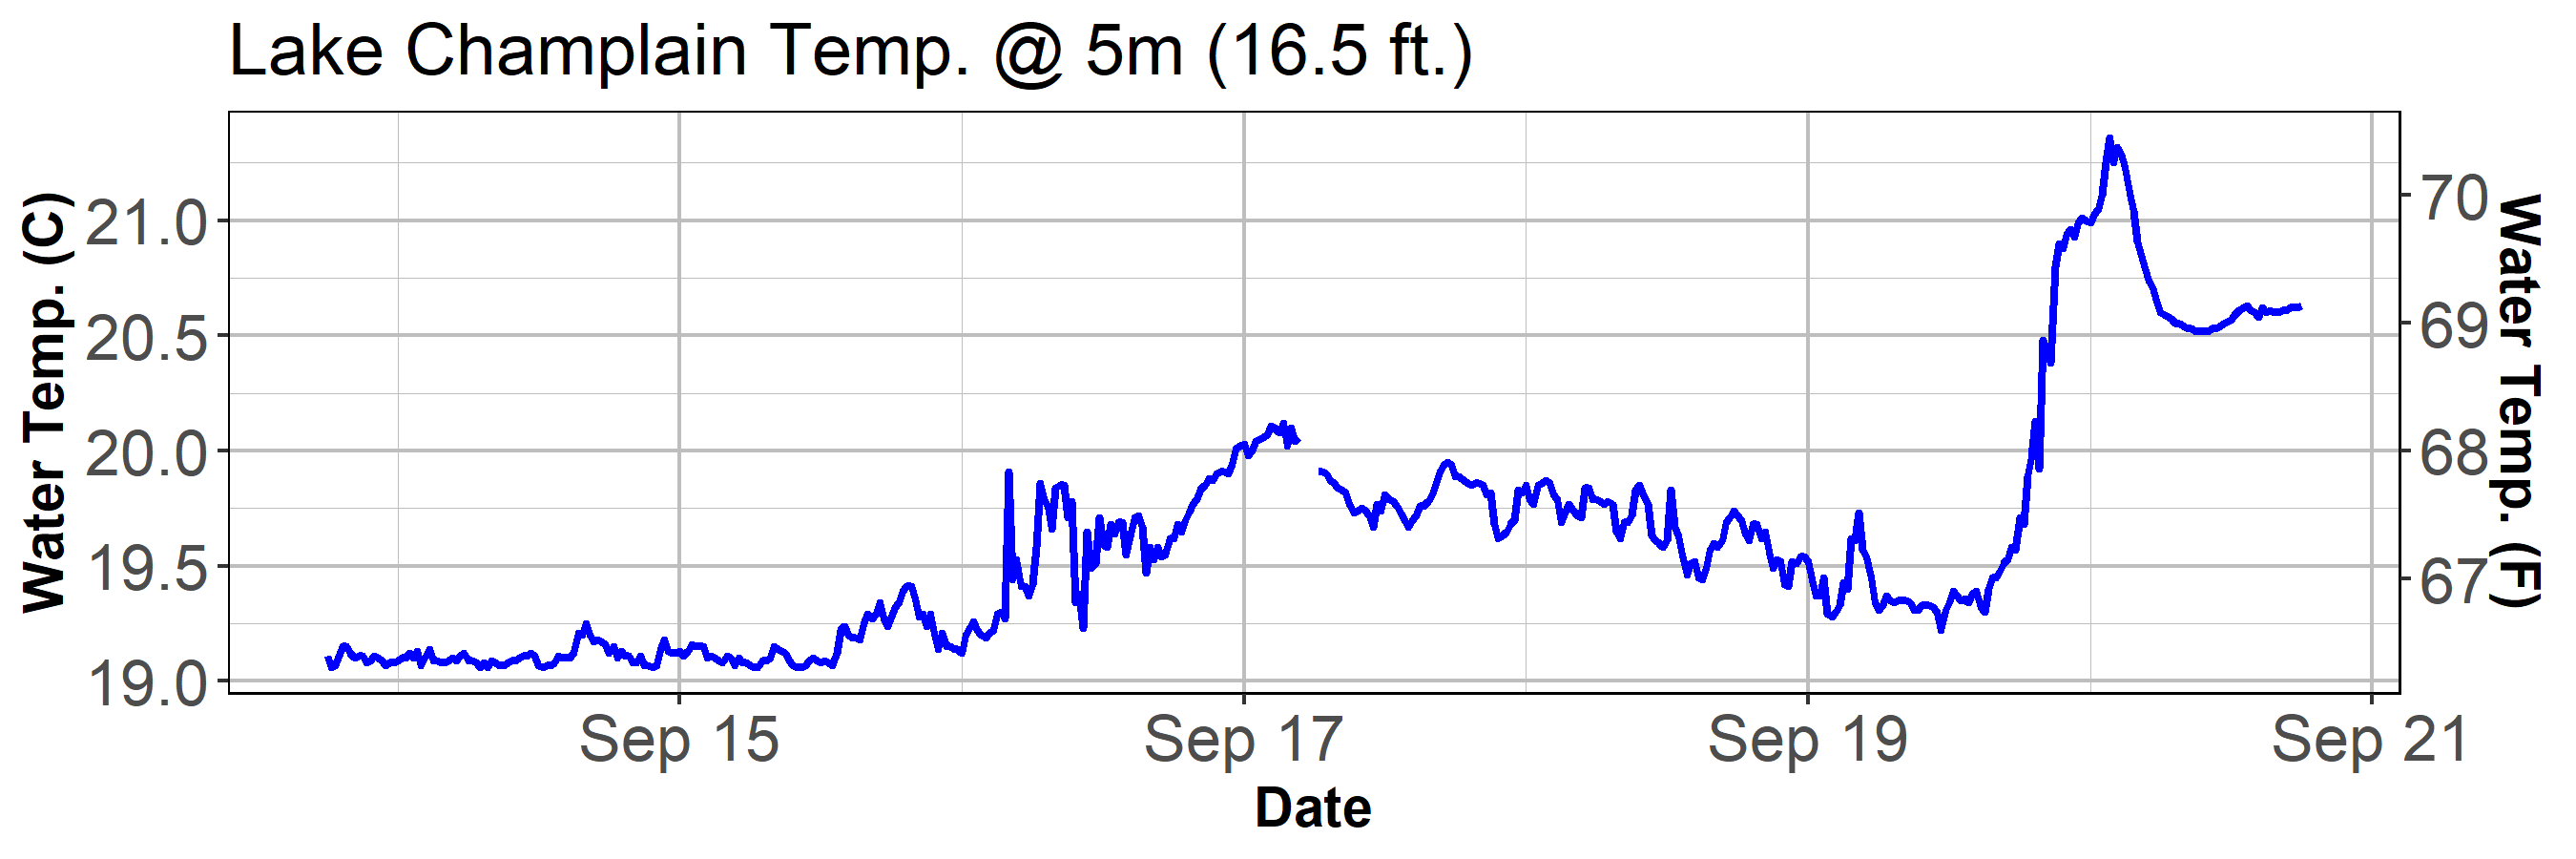 Lake Champlain Temp. @ 5m (16.5 ft.)
Water Temp. (C)
21.0
20.5
20.0
19.5
19.0
70
69
68
67
Water Temp. (F)
Sep 15 Sep 17 Sep 19 Sep 21
Date